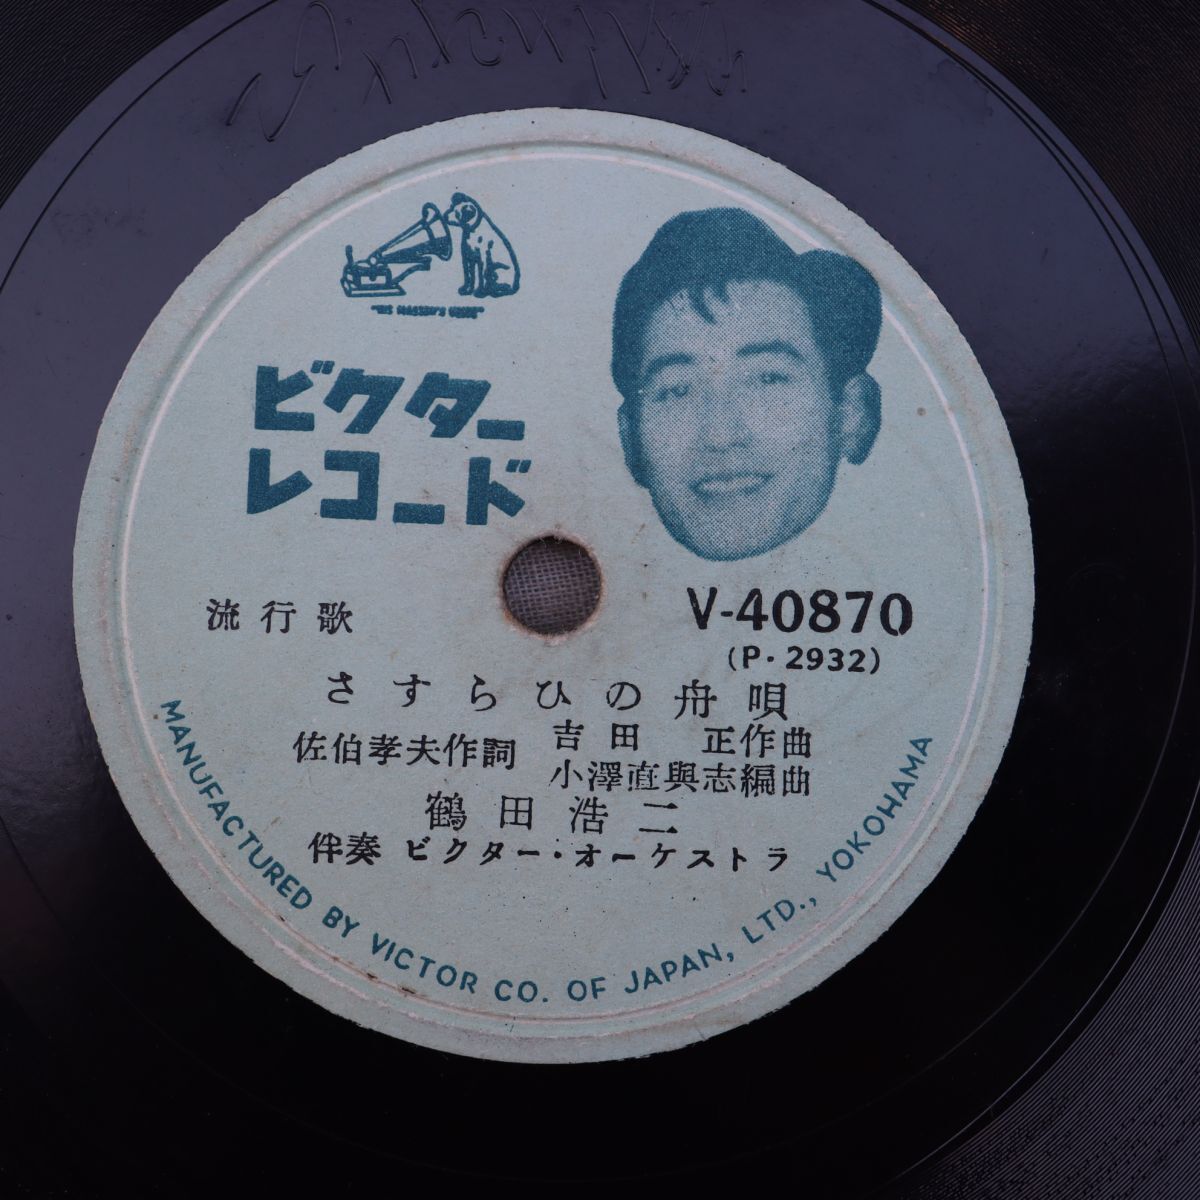 "HIS MASTER'S VOICE"
ビクター
レコード
流行歌
V-40870
(P・2932)
さすらひの舟唄
佐伯孝夫作詞
吉田 正作曲
小澤直與志編曲
鶴田浩二
伴奏 ビクター・オーケストラ
MANUFACTURED BY VICTOR CO. OF JAPAN, LTD., YOKOHAMA